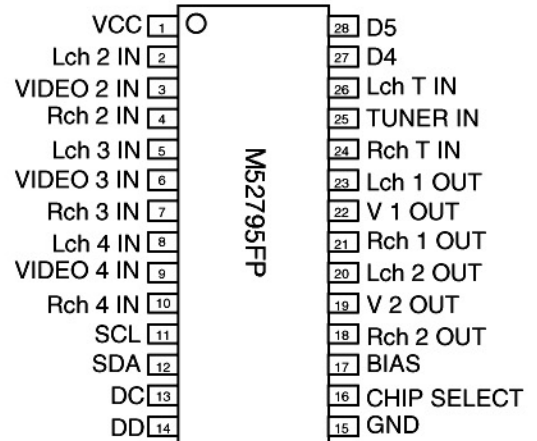 VCC 1
Lch 2 IN 2
VIDEO 2 IN 3
Rch 2 IN 4
Lch 3 IN 5
VIDEO 3 IN 6
Rch 3 IN 7
Lch 4 IN 8
VIDEO 4 IN 9
Rch 4 IN 10
SCL 11
SDA 12
DC 13
DD 14
M52795FP
28 D5
27 D4
26 Lch T IN
25 TUNER IN
24 Rch T IN
23 Lch 1 OUT
22 V 1 OUT
21 Rch 1 OUT
20 Lch 2 OUT
19 V 2 OUT
18 Rch 2 OUT
17 BIAS
16 CHIP SELECT
15 GND